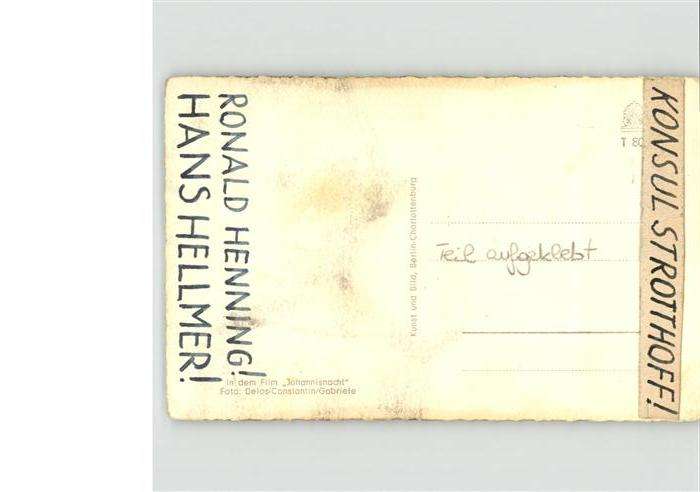 RONALD HENNING!
HANS HELLMER!
in dem Film „Johannisnacht“
Foto: Delos-Constantin/Gabriele
Kunst und Bild, Berlin-Charlottenburg
T 80
Teil aufgeklebt
KONSUL STROTTHOFF!